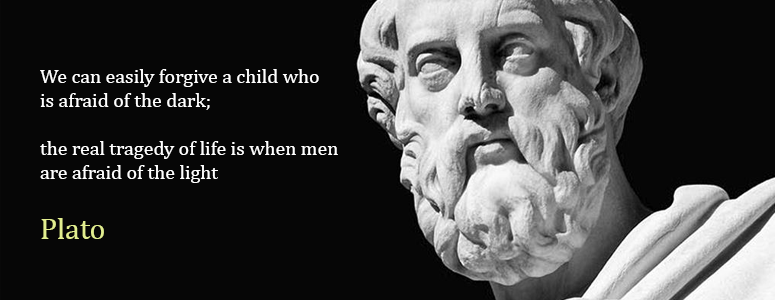 We can easily forgive a child who
is afraid of the dark;
the real tragedy of life is when men
are afraid of the light
Plato